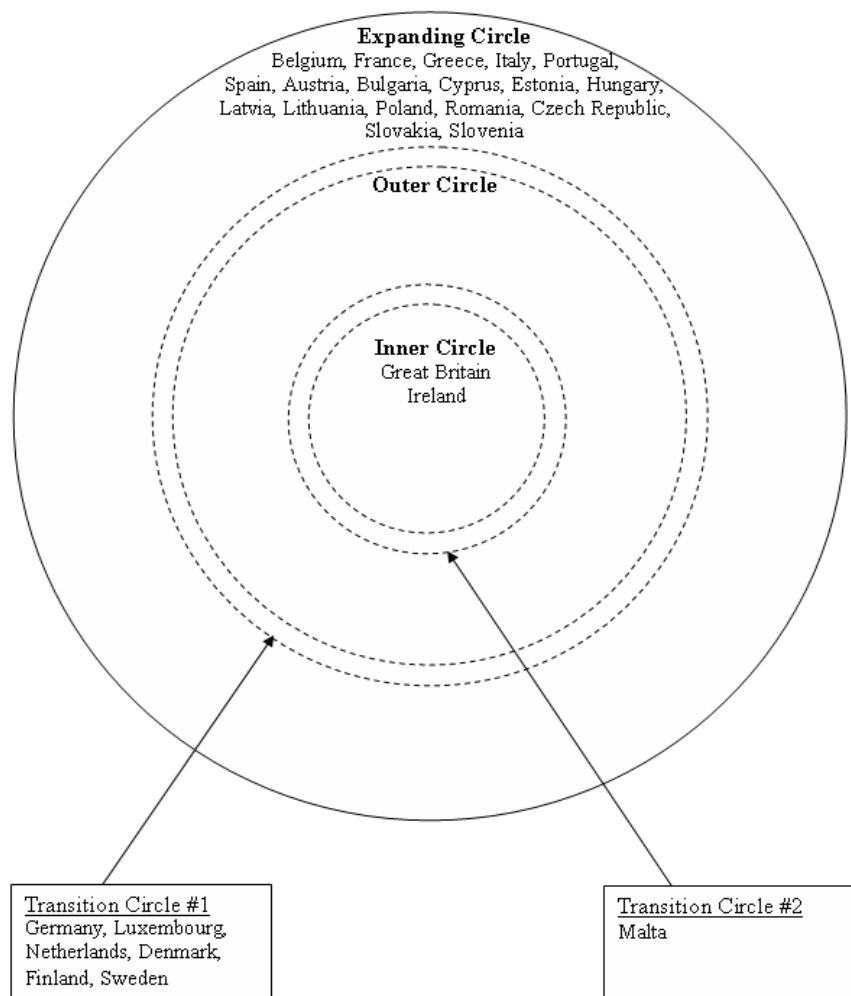 Expanding Circle
Belgium, France, Greece, Italy, Portugal,
Spain, Austria, Bulgaria, Cyprus, Estonia, Hungary,
Latvia, Lithuania, Poland, Romania, Czech Republic,
Slovakia, Slovenia
Outer Circle
Inner Circle
Great Britain
Ireland
Transition Circle #1
Germany, Luxembourg,
Netherlands, Denmark,
Finland, Sweden
Transition Circle #2
Malta